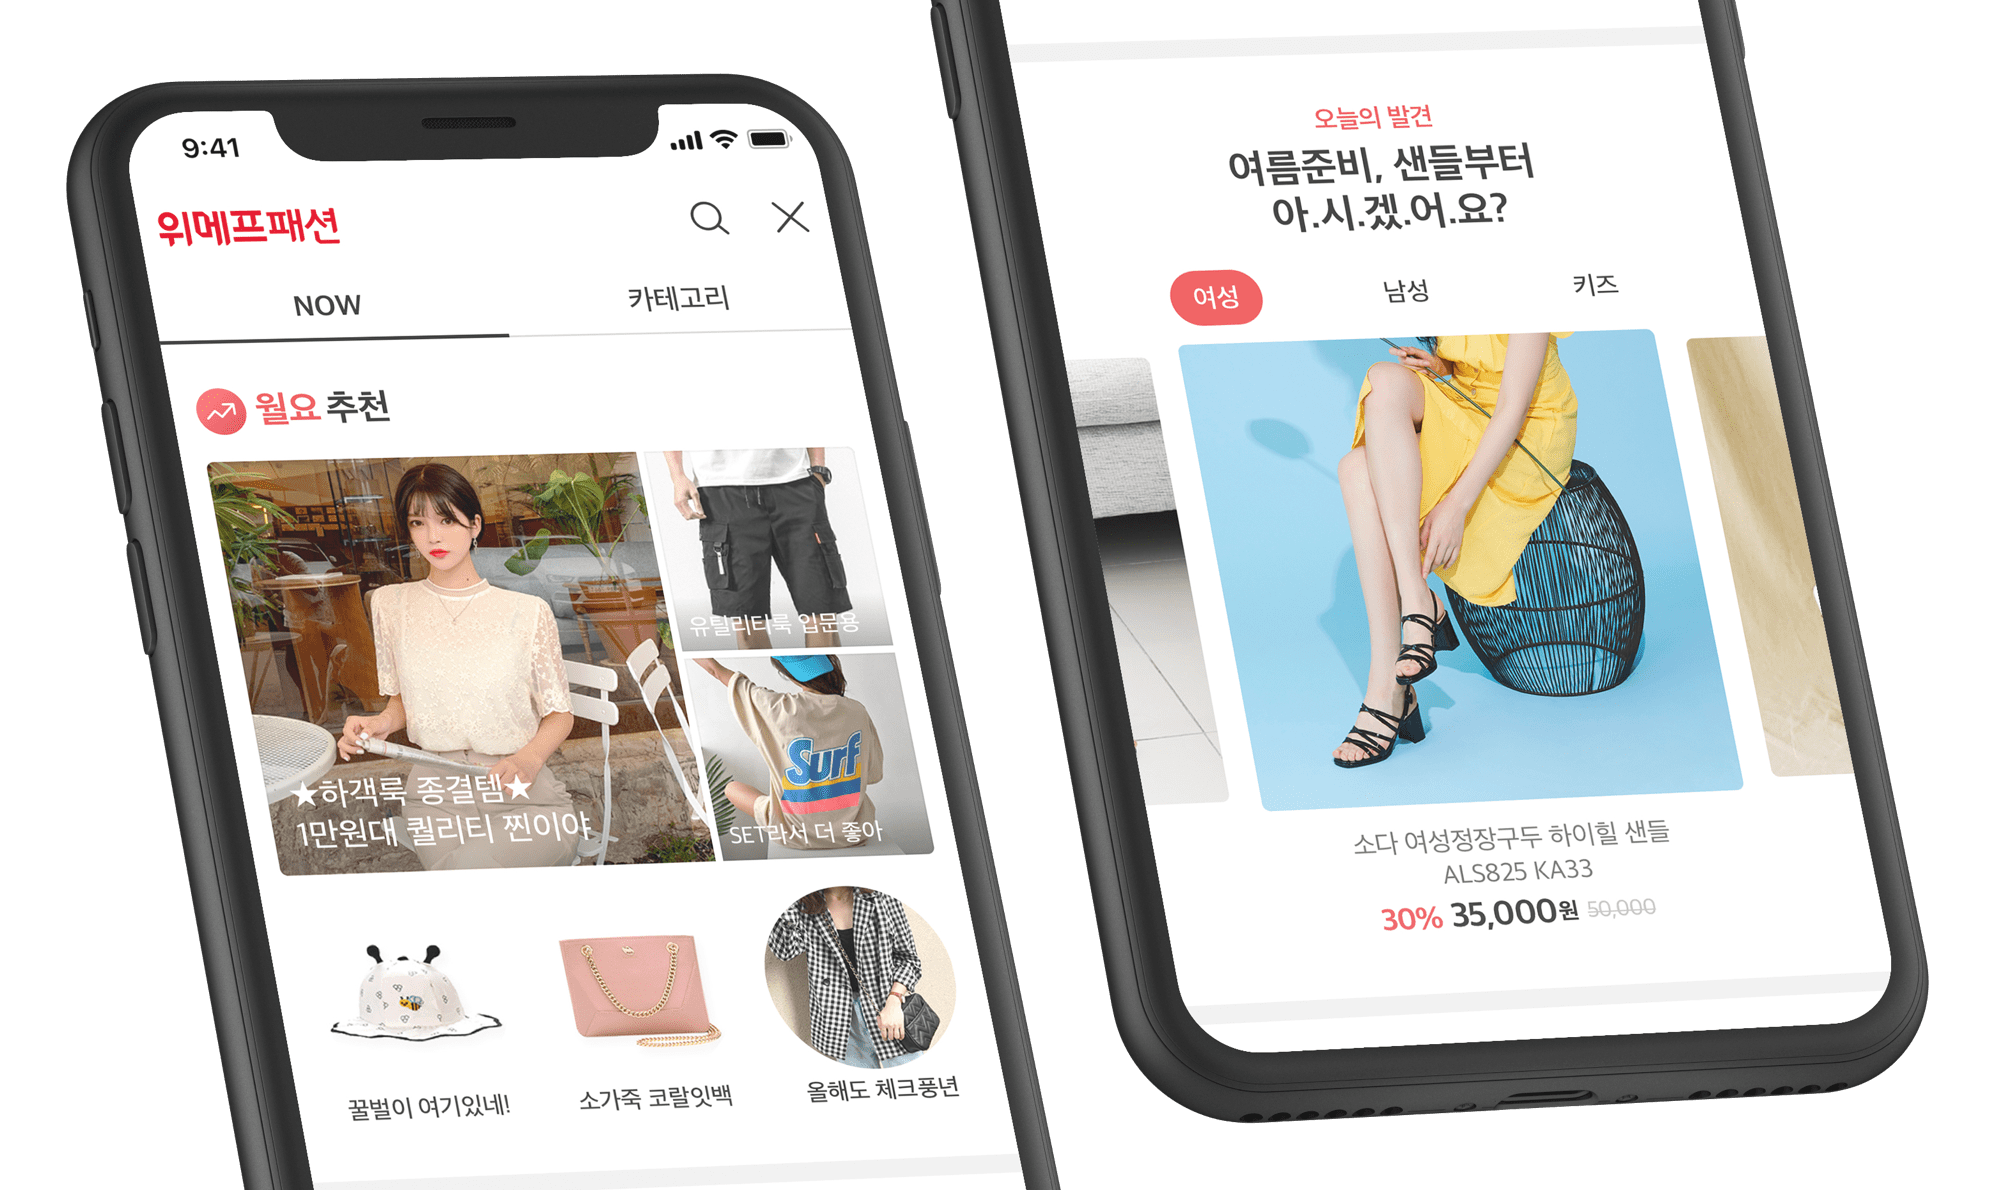 9:41
위메프패션
NOW
카테고리
월요 추천
★하객룩 종결템★
1만원대 퀄리티 찐이야
유틸리티룩 입문용
Surf
SET라서 더 좋아
꿀벌이 여기있네!
소가죽 코랄잇백
올해도 체크풍년
오늘의 발견
여름준비, 샌들부터
아.시.겠.어.요?
여성
남성
키즈
소다 여성정장구두 하이힐 샌들
ALS825 KA33
30% 35,000원 50,000